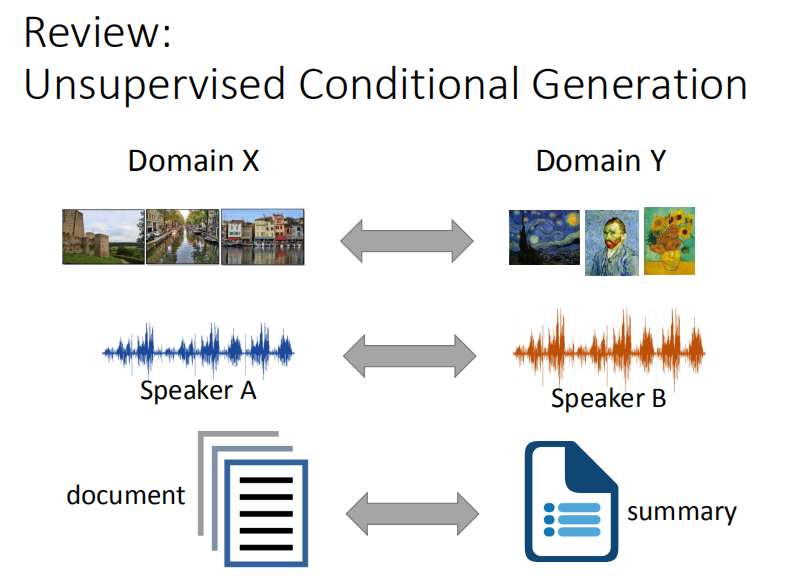 Review:
Unsupervised Conditional Generation
Domain X
Domain Y
Speaker A
Speaker B
document
summary